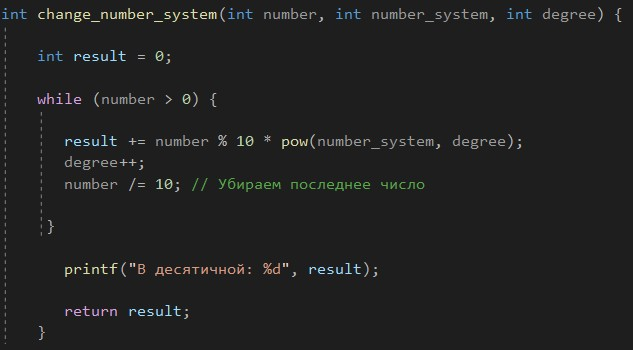 int change_number_system(int number, int number_system, int degree) {
int result = 0;
while (number > 0) {
result += number % 10 * pow(number_system, degree);
degree++;
number /= 10; // Убираем последнее число
}
printf("В десятичной: %d", result);
return result;
}